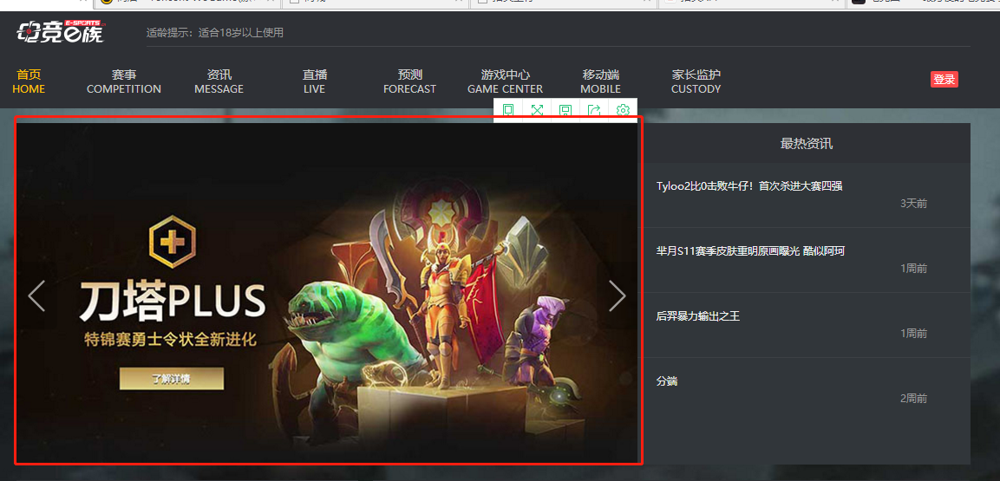 电竞e族
E-SPORTS
适龄提示：适合18岁以上使用
首页 赛事 资讯 直播 预测 游戏中心 移动端 家长监护
HOME COMPETITION MESSAGE LIVE FORECAST GAME CENTER MOBILE CUSTODY
登录
刀塔PLUS
特锦赛勇士令状全新进化
了解详情
最热资讯
Tyloo2比0击败牛仔！首次杀进大赛四强
3天前
芈月S11赛季皮肤重明原画曝光 酷似阿珂
1周前
后羿暴力输出之王
1周前
分端
2周前